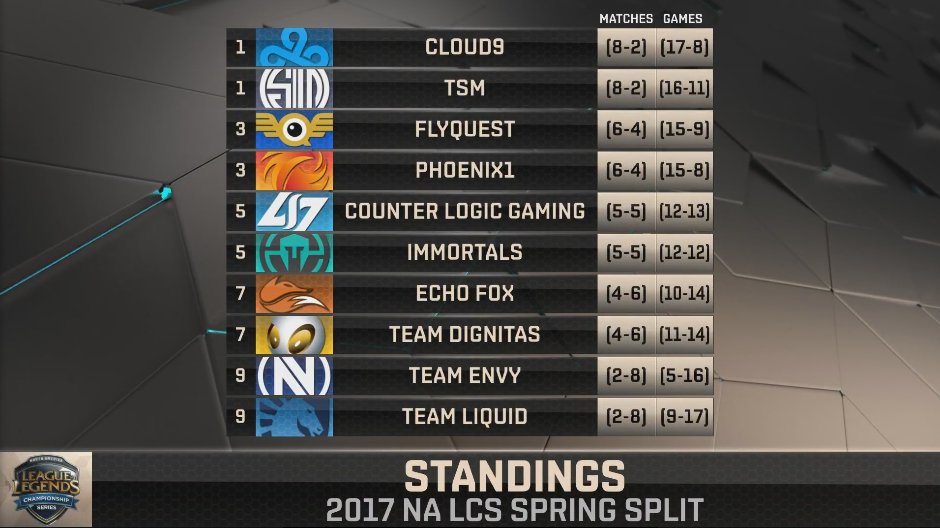 MATCHES GAMES
1 CLOUD9 (8-2) (17-8)
1 TSM (8-2) (16-11)
3 FLYQUEST (6-4) (15-9)
3 PHOENIX1 (6-4) (15-8)
5 COUNTER LOGIC GAMING (5-5) (12-13)
5 IMMORTALS (5-5) (12-12)
7 ECHO FOX (4-6) (10-14)
7 TEAM DIGNITAS (4-6) (11-14)
9 (N) TEAM ENVY (2-8) (5-16)
9 TEAM LIQUID (2-8) (9-17)
STANDINGS
2017 NA LCS SPRING SPLIT
NORTH AMERICA
LEAGUE OF
LEGENDS
CHAMPIONSHIP
SERIES